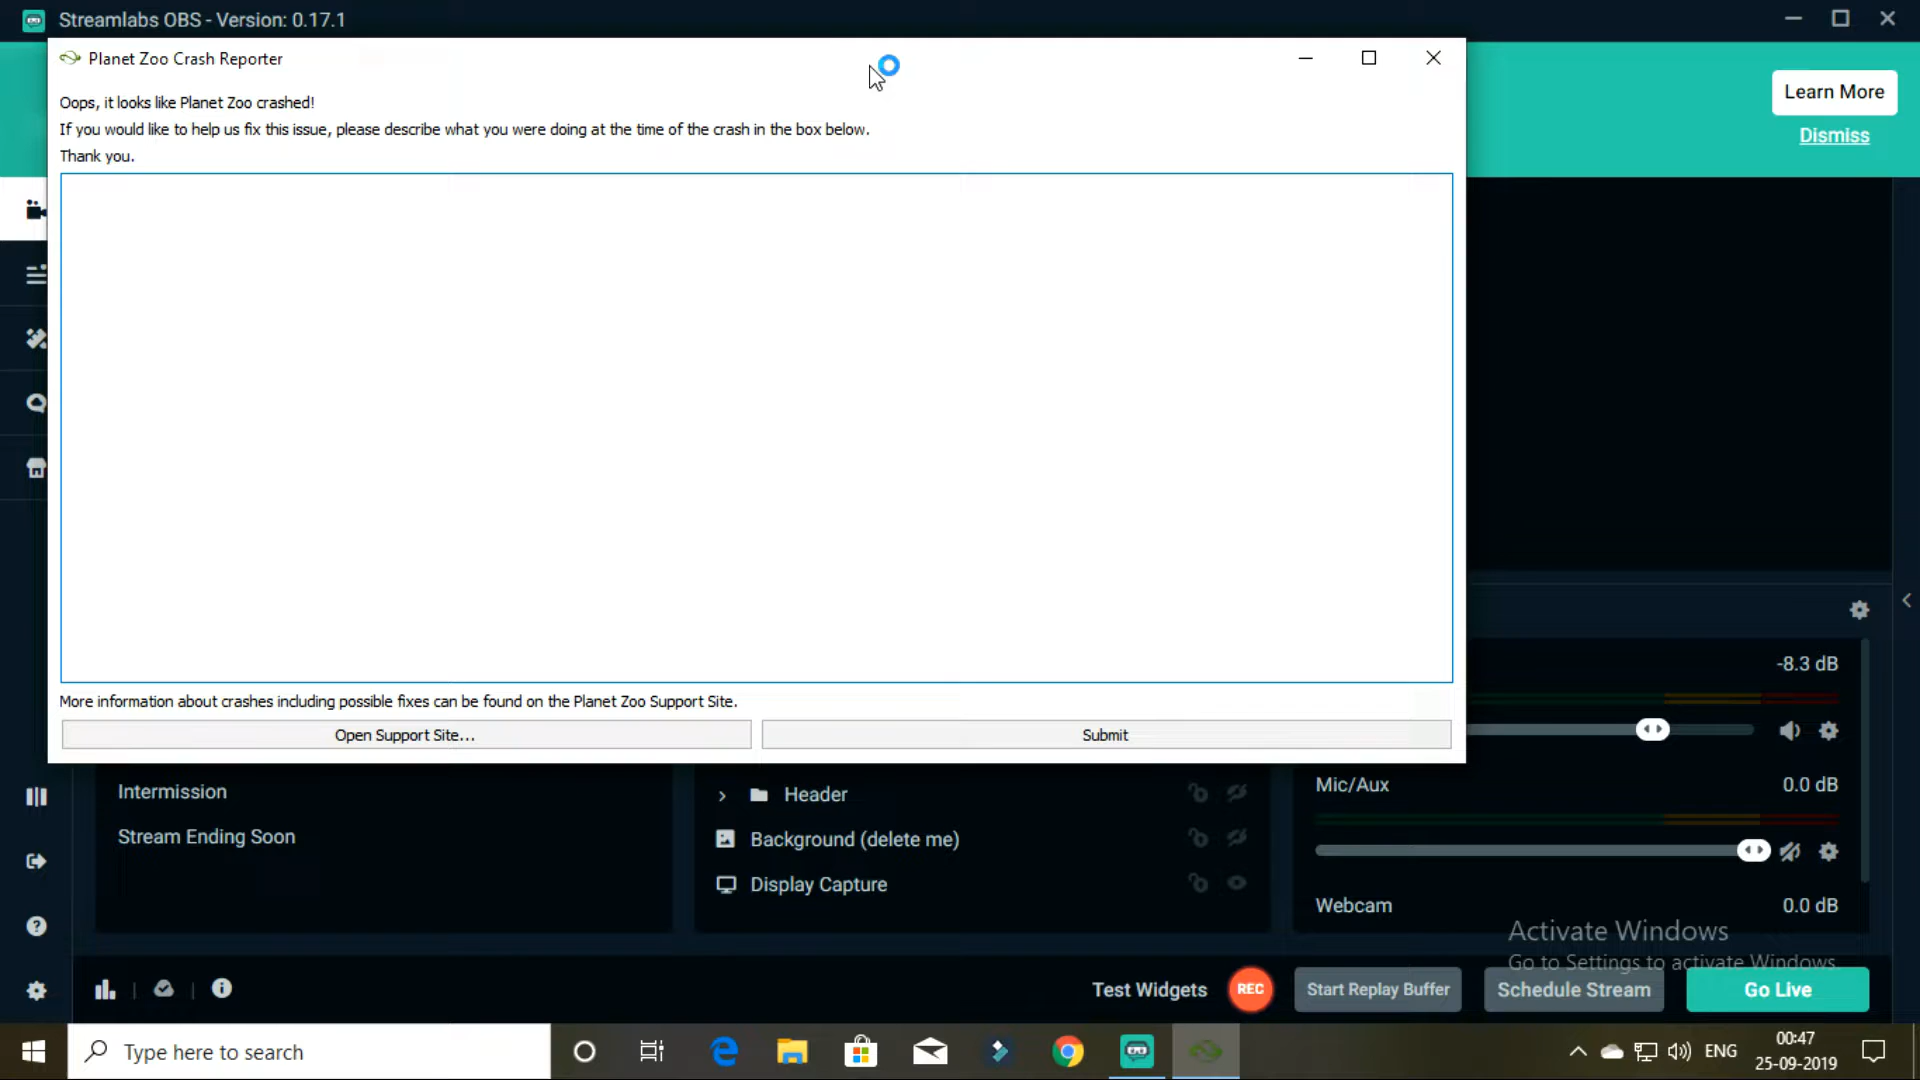 Streamlabs OBS - Version: 0.17.1
Planet Zoo Crash Reporter
Oops, it looks like Planet Zoo crashed!
If you would like to help us fix this issue, please describe what you were doing at the time of the crash in the box below.
Thank you.
Learn More
Dismiss
More information about crashes including possible fixes can be found on the Planet Zoo Support Site.
Open Support Site...
Submit
-8.3 dB
Intermission
Stream Ending Soon
Header
Background (delete me)
Display Capture
Mic/Aux
0.0 dB
Webcam
0.0 dB
Activate Windows
Go to Settings to activate Windows.
Test Widgets
REC
Start Replay Buffer
Schedule Stream
Go Live
Type here to search
ENG
00:47
25-09-2019